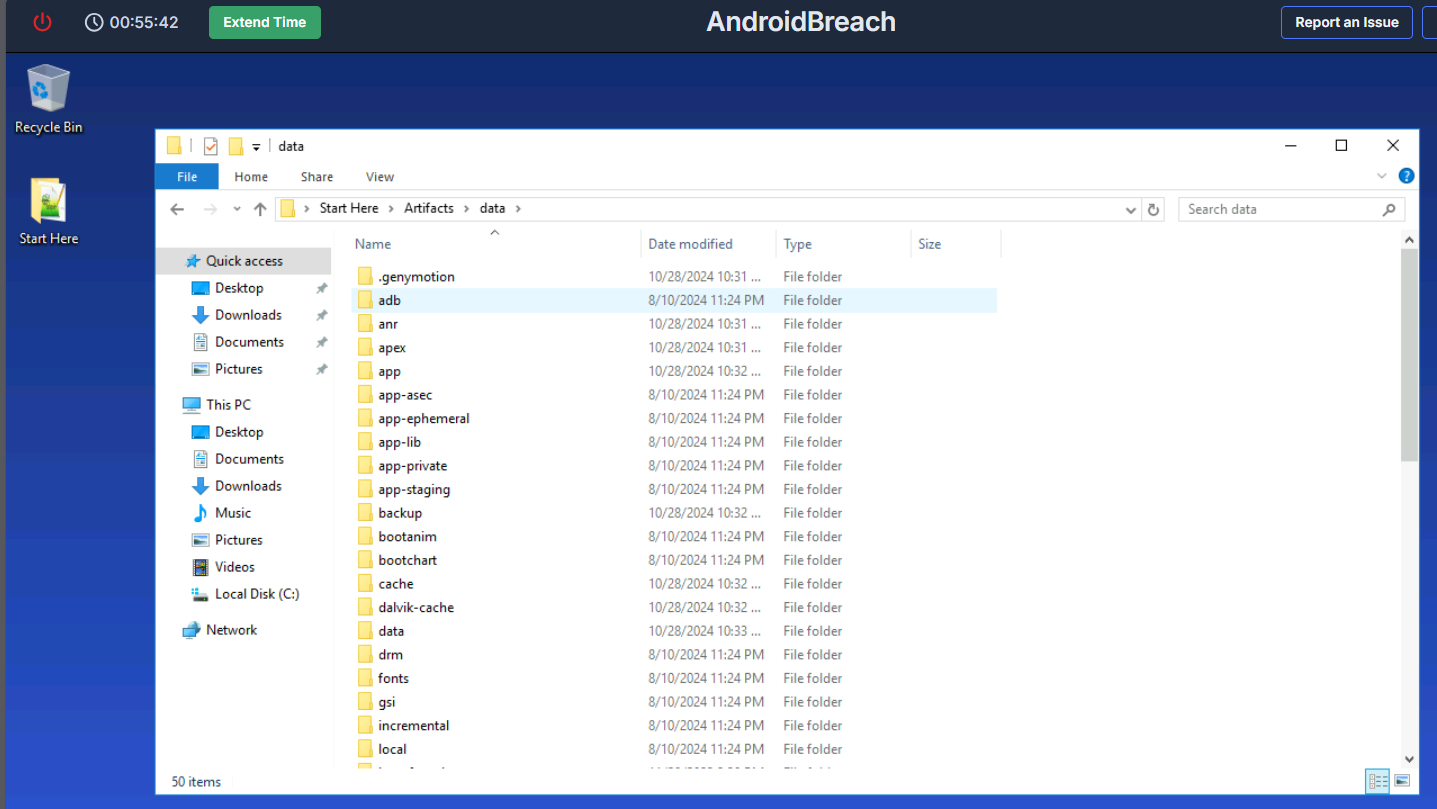 00:55:42 Extend Time AndroidBreach Report an Issue
Recycle Bin
Start Here
data
File Home Share View
Start Here Artifacts data Search data
Name Date modified Type Size
Quick access
Desktop
Downloads
Documents
Pictures
This PC
Desktop
Documents
Downloads
Music
Pictures
Videos
Local Disk (C:)
Network
.genymotion 10/28/2024 10:31 ... File folder
adb 8/10/2024 11:24 PM File folder
anr 10/28/2024 10:31 ... File folder
apex 10/28/2024 10:31 ... File folder
app 10/28/2024 10:32 ... File folder
app-asec 8/10/2024 11:24 PM File folder
app-ephemeral 8/10/2024 11:24 PM File folder
app-lib 8/10/2024 11:24 PM File folder
app-private 8/10/2024 11:24 PM File folder
app-staging 8/10/2024 11:24 PM File folder
backup 10/28/2024 10:32 ... File folder
bootanim 8/10/2024 11:24 PM File folder
bootchart 8/10/2024 11:24 PM File folder
cache 10/28/2024 10:32 ... File folder
dalvik-cache 10/28/2024 10:32 ... File folder
data 10/28/2024 10:33 ... File folder
drm 8/10/2024 11:24 PM File folder
fonts 8/10/2024 11:24 PM File folder
gsi 8/10/2024 11:24 PM File folder
incremental 8/10/2024 11:24 PM File folder
local 8/10/2024 11:24 PM File folder
50 items